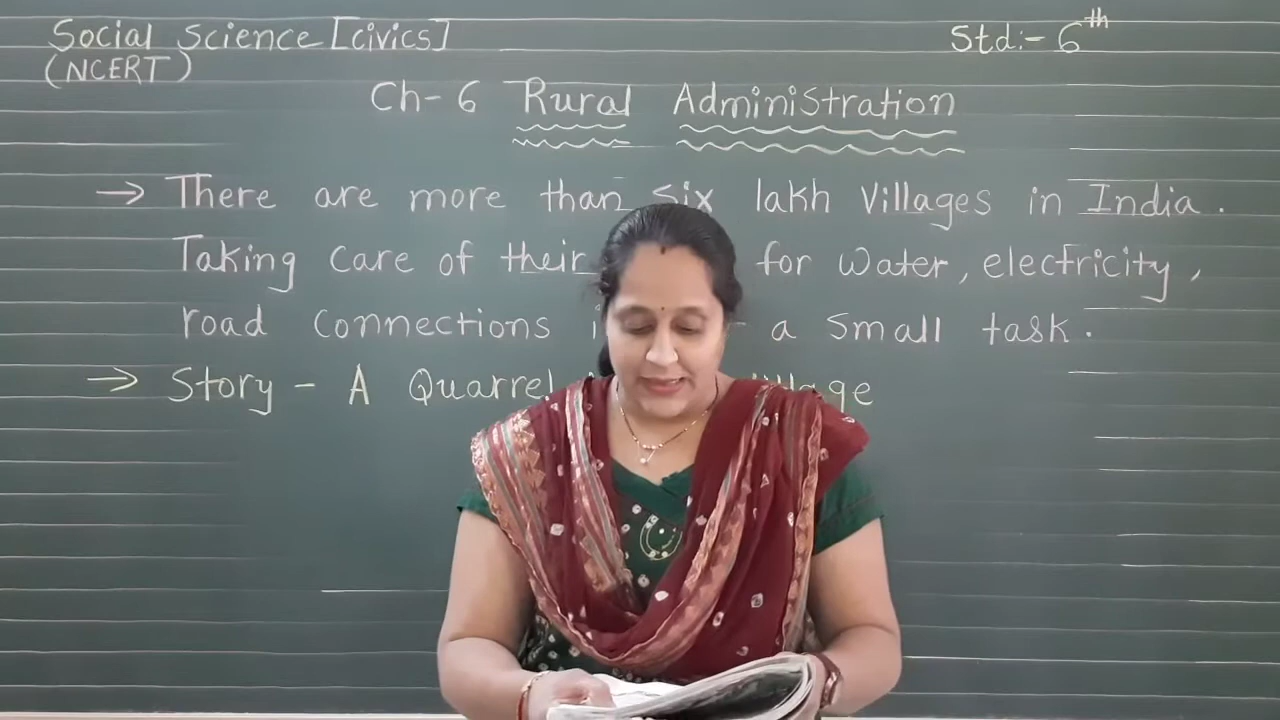 Social Science [civics]
Std:- 6th
(NCERT)
Ch- 6 Rural Administration
→ There are more than six lakh Villages in India.
Taking care of their for water, electricity,
road connections a small task.
→ Story - A Quarrel